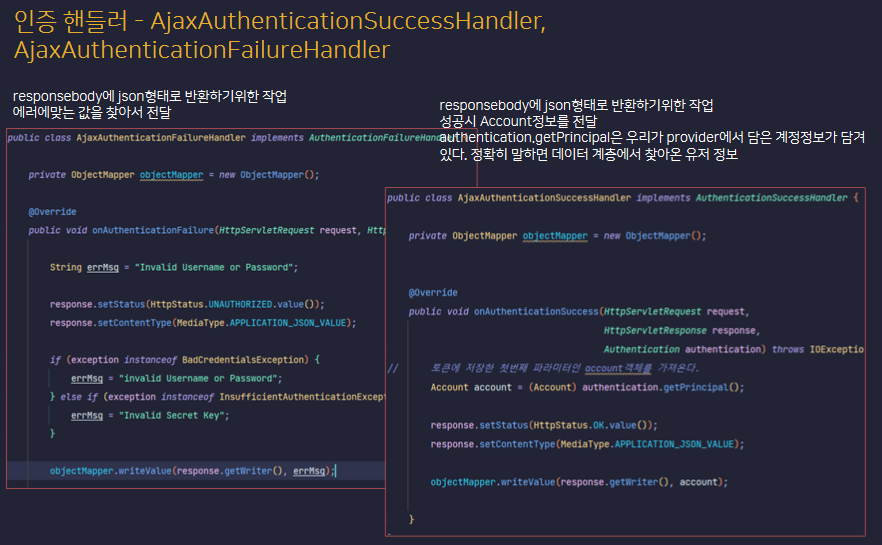 인증 핸들러 - AjaxAuthenticationSuccessHandler,
AjaxAuthenticationFailureHandler
responsebody에 json형태로 반환하기위한 작업
에러에맞는 값을 찾아서 전달
public class AjaxAuthenticationFailureHandler implements AuthenticationFailureHand
private ObjectMapper objectMapper = new ObjectMapper();
@Override
public void onAuthenticationFailure(HttpServletRequest request, Htt
String errMsg = "Invalid Username or Password";
response.setStatus(HttpStatus.UNAUTHORIZED.value());
response.setContentType(MediaType.APPLICATION_JSON_VALUE);
if (exception instanceof BadCredentialsException) {
errMsg = "invalid Username or Password";
} else if (exception instanceof InsufficientAuthenticationExcept
errMsg = "Invalid Secret Key";
}
objectMapper.writeValue(response.getWriter(), errMsg);
responsebody에 json형태로 반환하기위한 작업
성공시 Account정보를 전달
authentication.getPrincipal은 우리가 provider에서 담은 계정정보가 담겨
있다. 정확히 말하면 데이터 계층에서 찾아온 유저 정보
public class AjaxAuthenticationSuccessHandler implements AuthenticationSuccessHandler {
private ObjectMapper objectMapper = new ObjectMapper();
@Override
public void onAuthenticationSuccess(HttpServletRequest request,
HttpServletResponse response,
Authentication authentication) throws IOExceptio
// 토큰에 저장한 첫번째 파라미터인 account객체를 가져온다.
Account account = (Account) authentication.getPrincipal();
response.setStatus(HttpStatus.OK.value());
response.setContentType(MediaType.APPLICATION_JSON_VALUE);
objectMapper.writeValue(response.getWriter(), account);
}